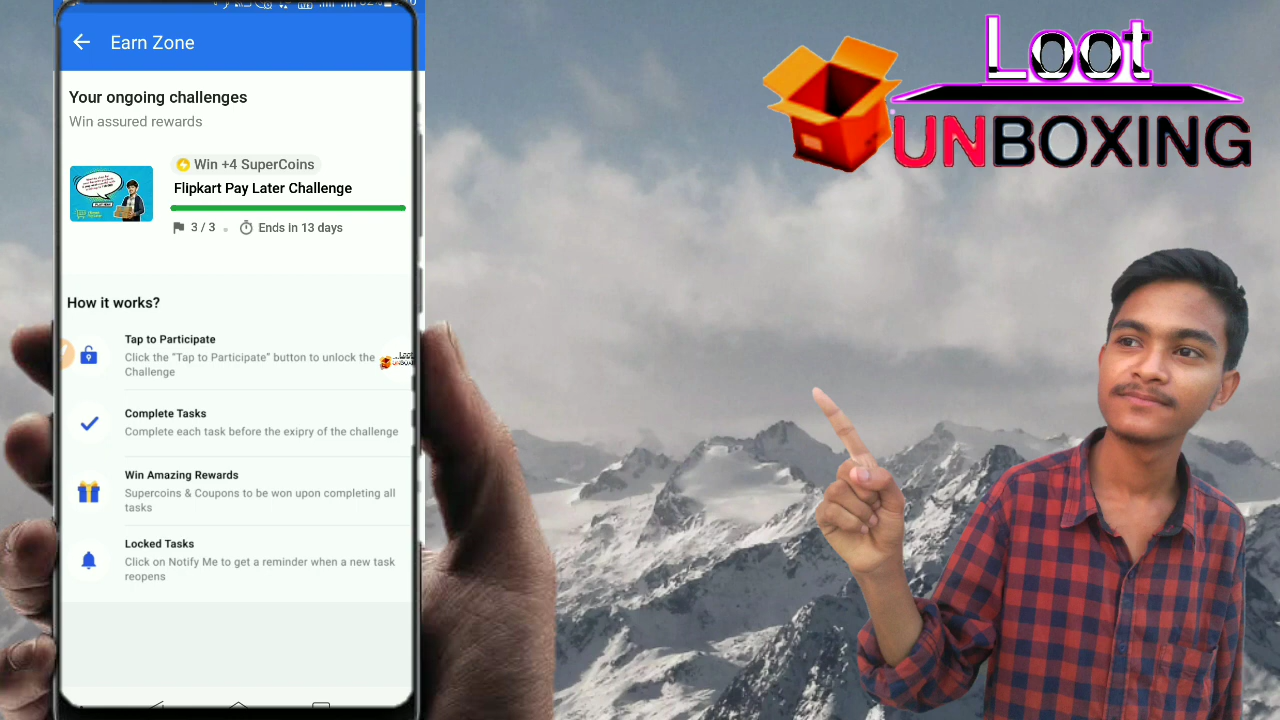 Earn Zone
Your ongoing challenges
Win assured rewards
Win +4 SuperCoins
Flipkart Pay Later Challenge
3 / 3
Ends in 13 days
How it works?
Tap to Participate
Click the "Tap to Participate" button to unlock the
Challenge
Complete Tasks
Complete each task before the exipry of the challenge
Win Amazing Rewards
Supercoins & Coupons to be won upon completing all
tasks
Locked Tasks
Click on Notify Me to get a reminder when a new task
reopens
Loot
UNBOXING